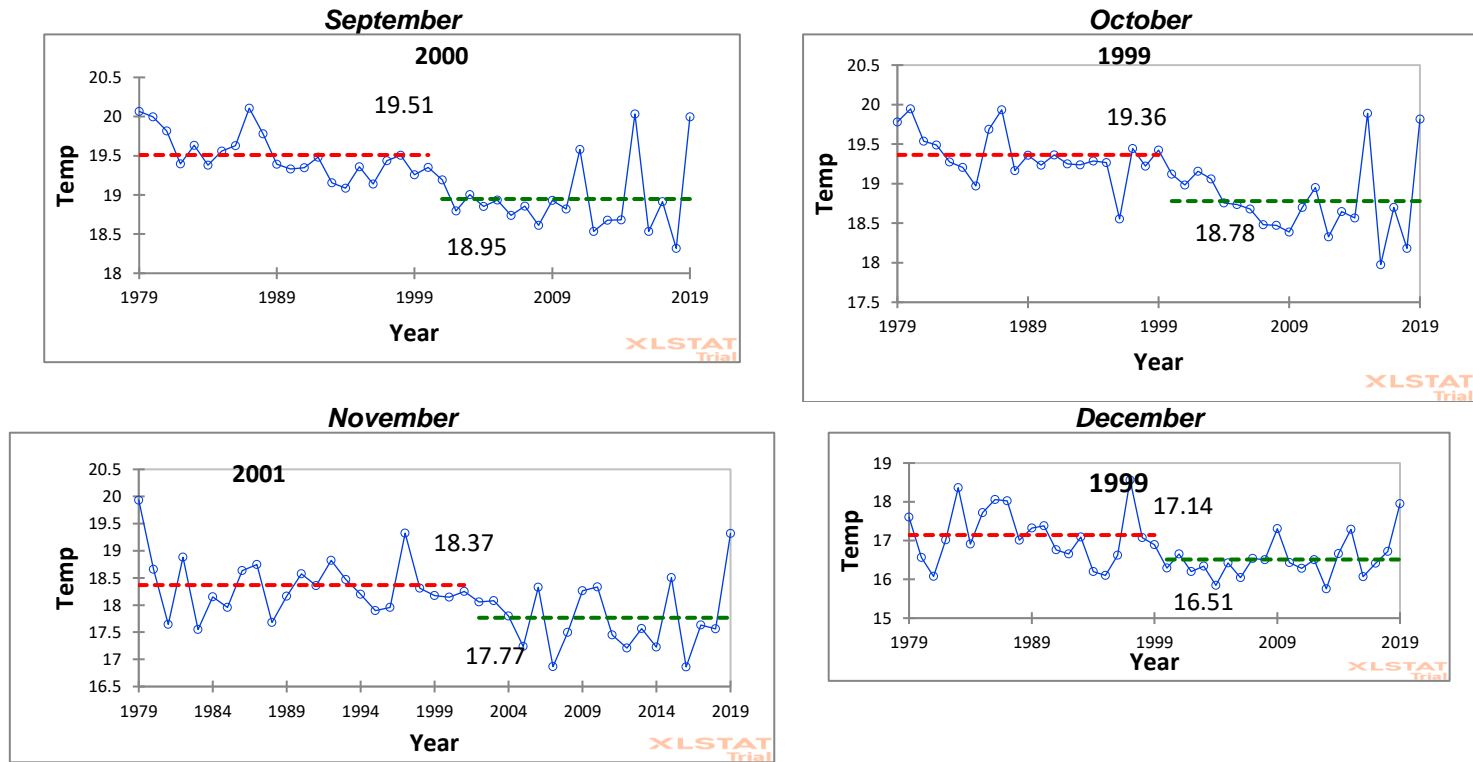 September
2000
20.5
20
19.5
19
18.5
18
19.51
18.95
Temp
1979 1989 1999 2009 2019
Year
XLSTAT
Trial
October
1999
20.5
20
19.5
19
18.5
18
17.5
19.36
18.78
Temp
1979 1989 1999 2009 2019
Year
XLSTAT
Trial
November
2001
20.5
20
19.5
19
18.5
18
17.5
17
16.5
18.37
17.77
Temp
1979 1984 1989 1994 1999 2004 2009 2014 2019
Year
XLSTAT
Trial
December
1999
19
18
17
16
15
17.14
16.51
Temp
1979 1989 1999 2009 2019
Year
XLSTAT
Trial